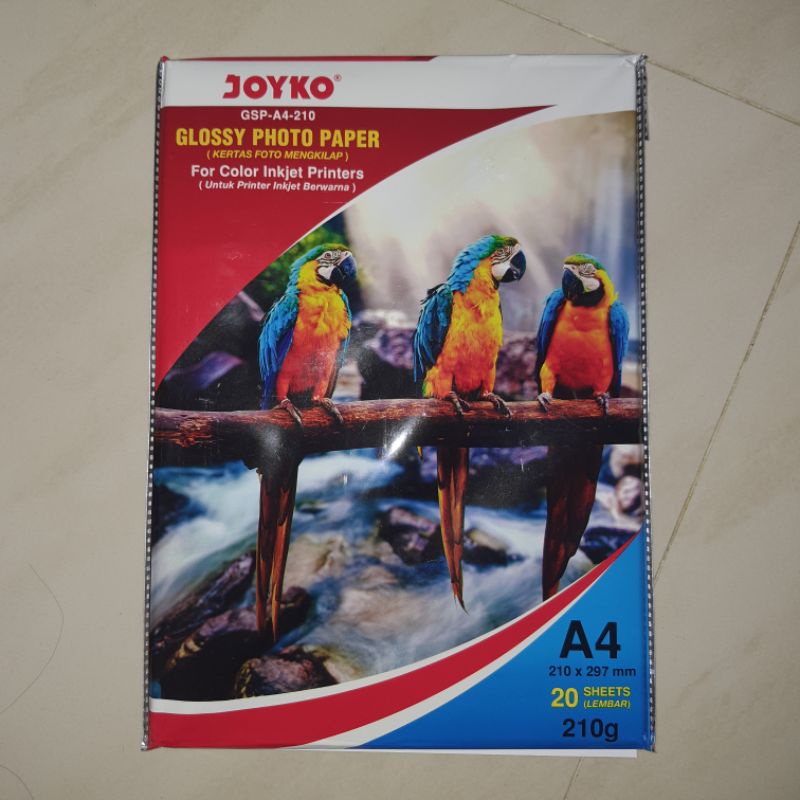 JOYKO®
GSP-A4-210
GLOSSY PHOTO PAPER
( KERTAS FOTO MENGKILAP )
For Color Inkjet Printers
( Untuk Printer Inkjet Berwarna )
A4
210 x 297 mm
20 SHEETS
(LEMBAR)
210g